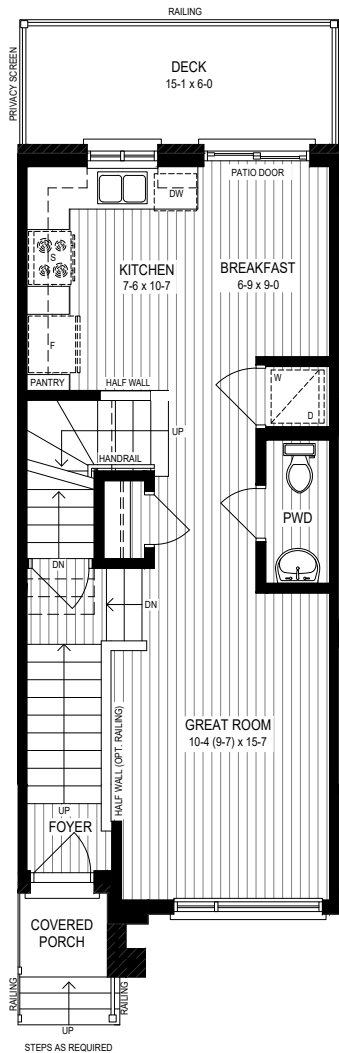 RAILING
PRIVACY SCREEN
DECK
15-1 x 6-0
DW
PATIO DOOR
S
KITCHEN
7-6 x 10-7
BREAKFAST
6-9 x 9-0
F
W
D
PANTRY
HALF WALL
UP
HANDRAIL
PWD
DN
DN
HALF WALL (OPT. RAILING)
GREAT ROOM
10-4 (9-7) x 15-7
UP
FOYER
COVERED
PORCH
RAILING
RAILING
UP
STEPS AS REQUIRED